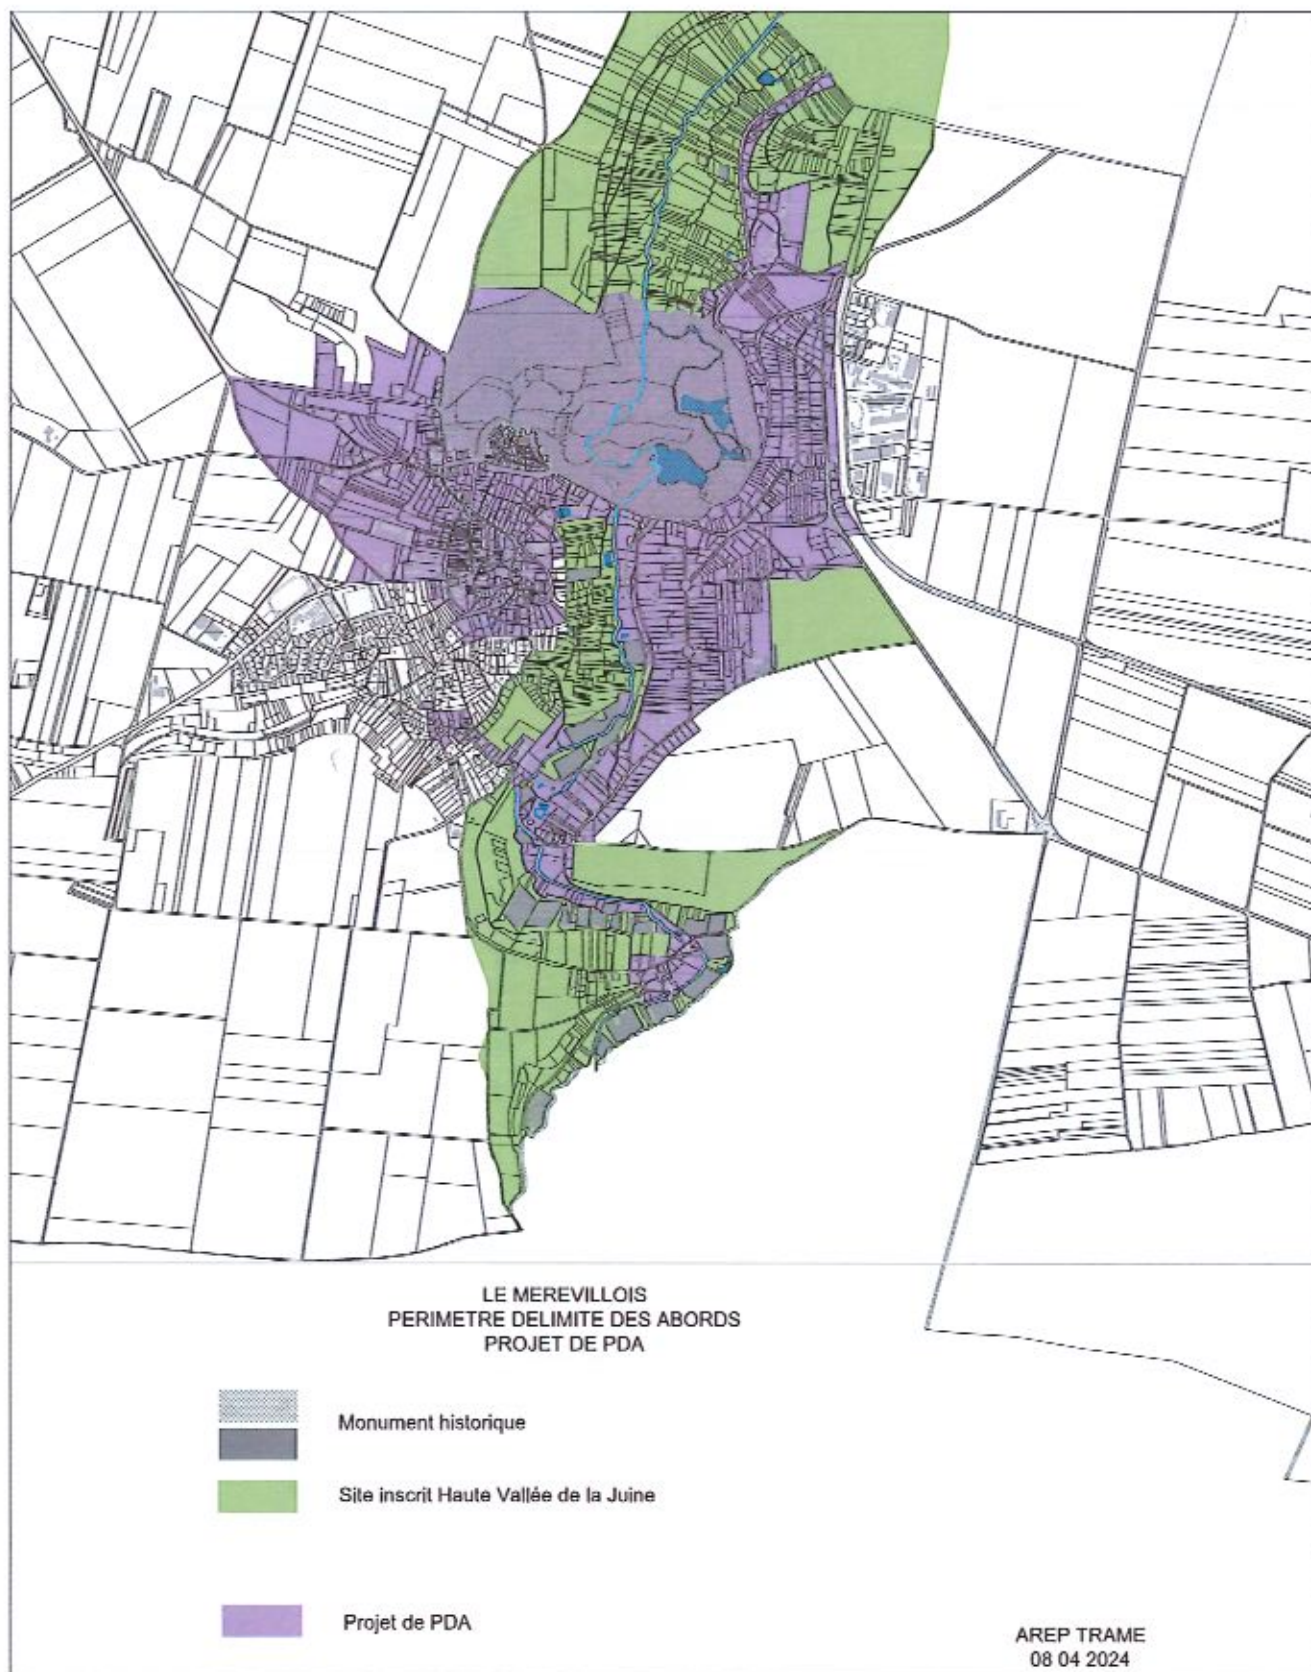 LE MEREVILLOIS
PERIMETRE DELIMITE DES ABORDS
PROJET DE PDA
Monument historique
Site inscrit Haute Vallée de la Juine
Projet de PDA
AREP TRAME
08 04 2024